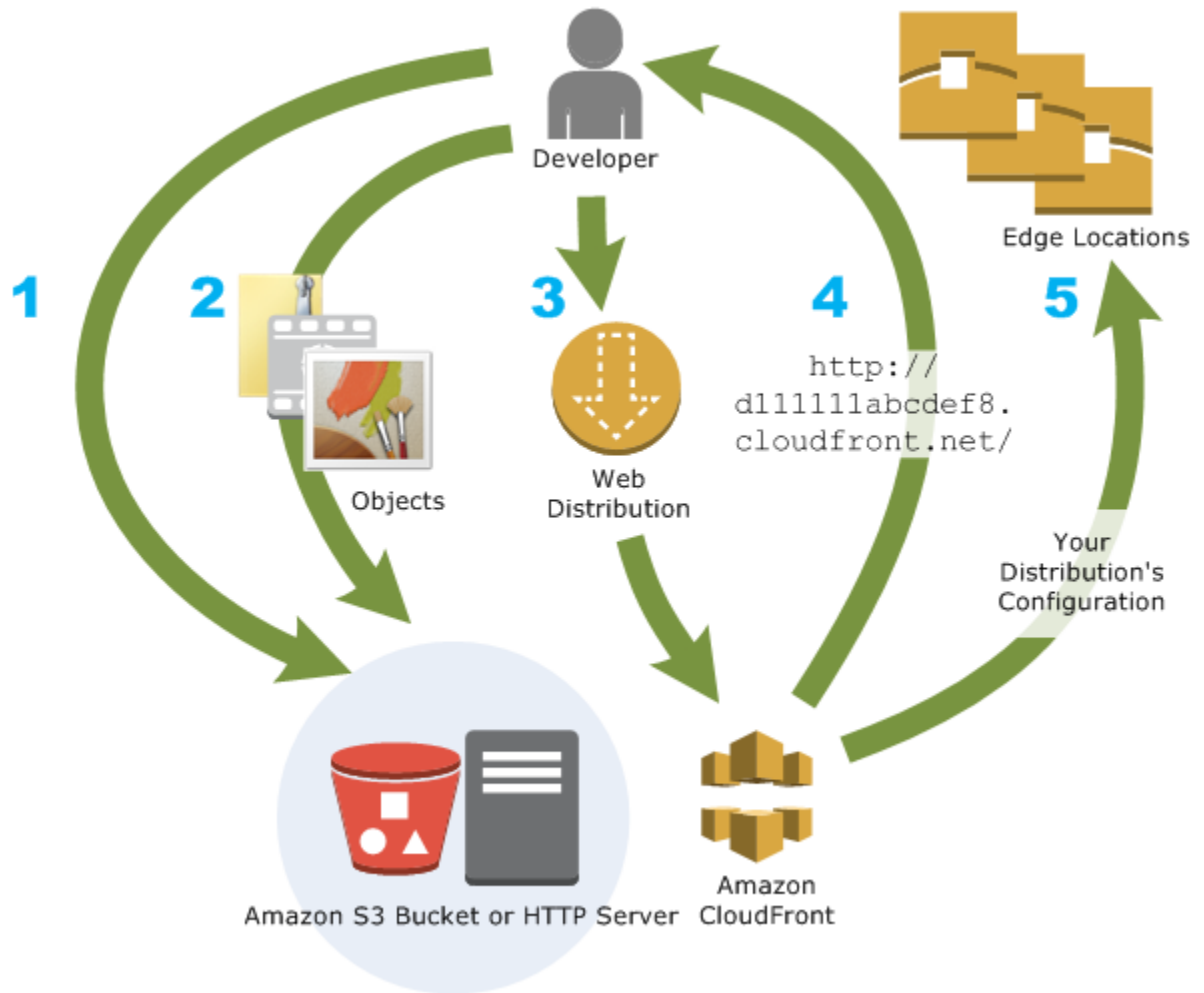 Developer
Edge Locations
1
2
3
4
5
http://
d111111abcdef8.
cloudfront.net/
Objects
Web
Distribution
Your
Distribution's
Configuration
Amazon S3 Bucket or HTTP Server
Amazon
CloudFront